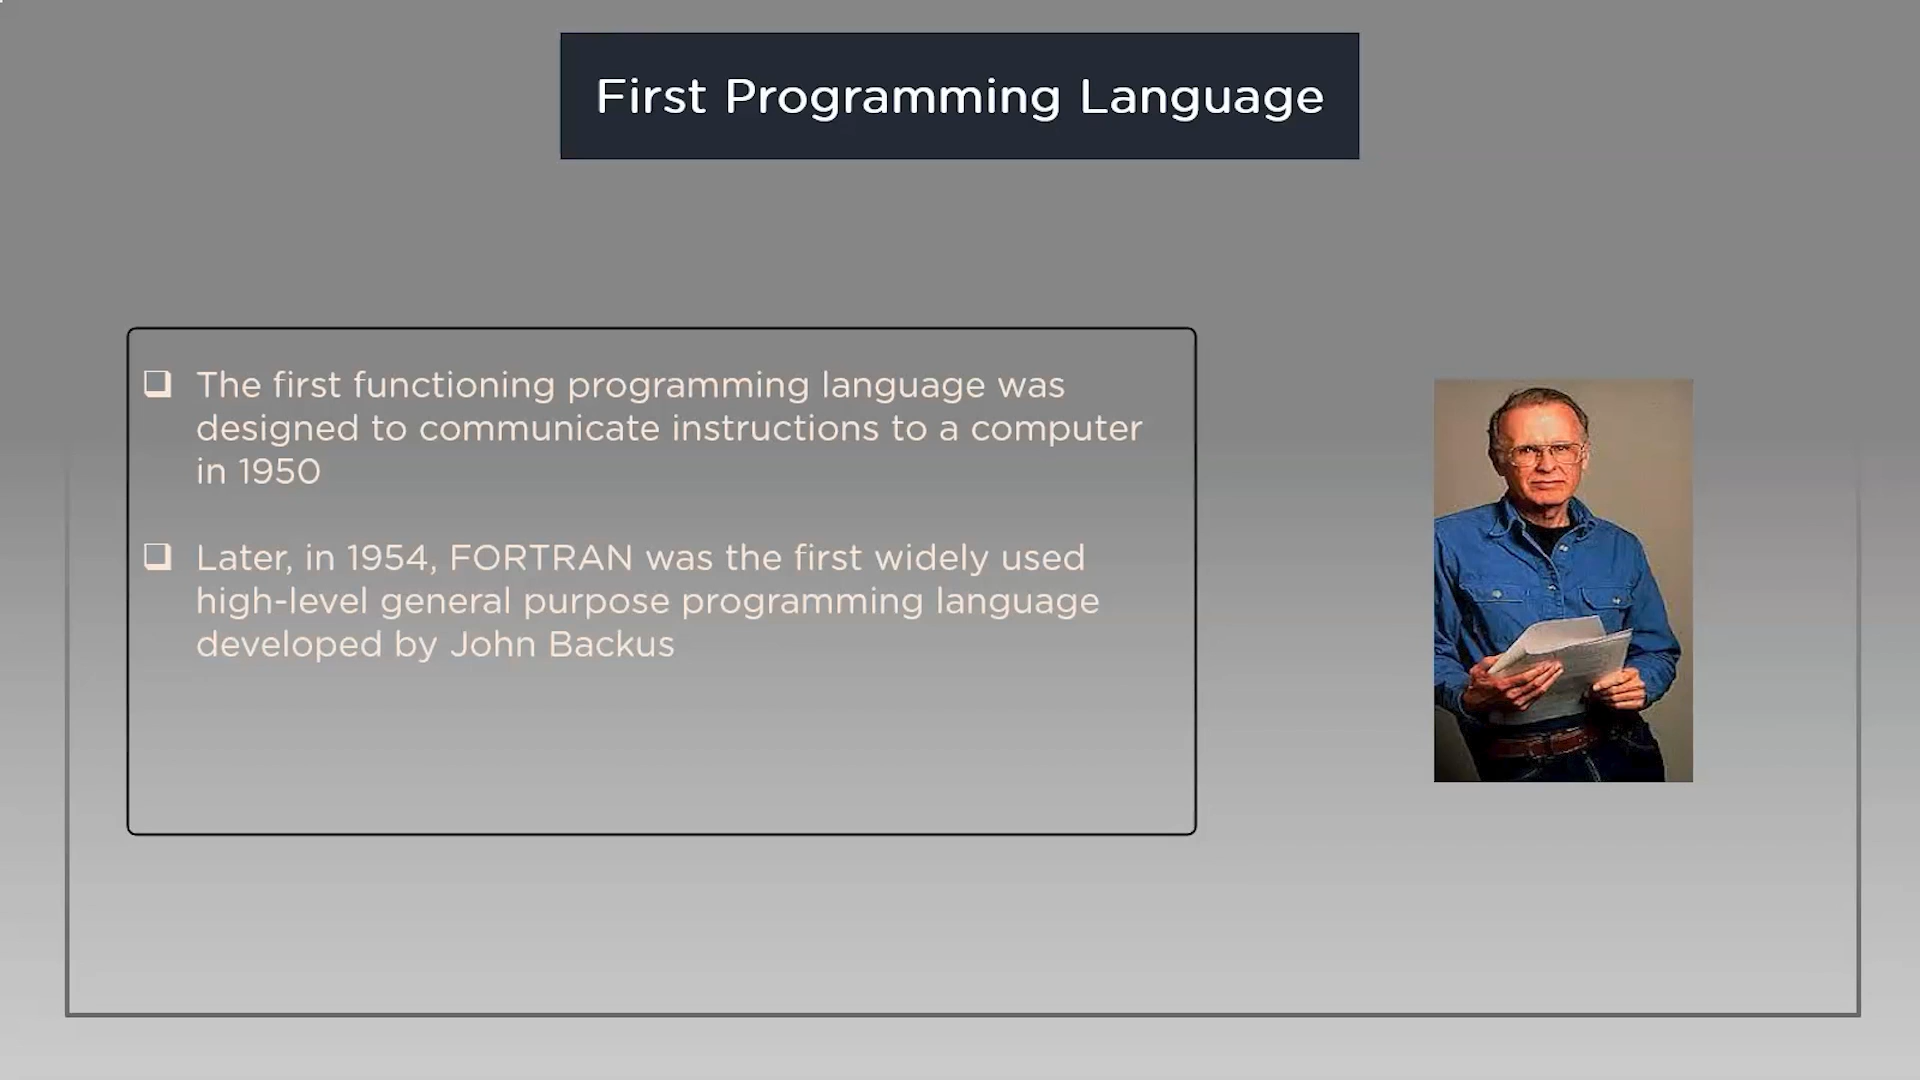 First Programming Language
❑ The first functioning programming language was
designed to communicate instructions to a computer
in 1950
❑ Later, in 1954, FORTRAN was the first widely used
high-level general purpose programming language
developed by John Backus